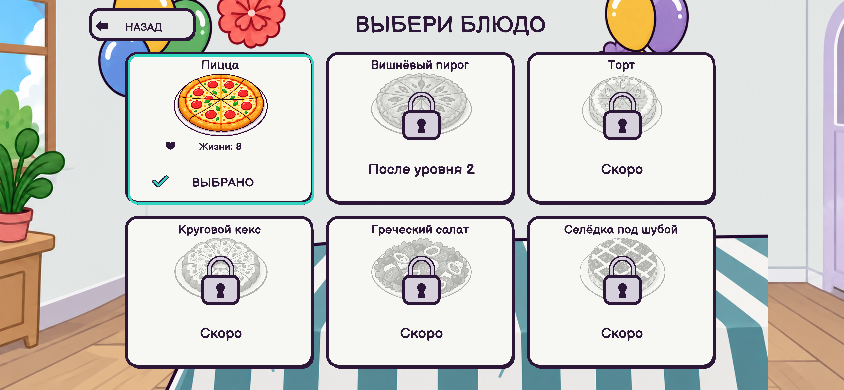 НАЗАД
ВЫБЕРИ БЛЮДО
Пицца
Жизни: 8
ВЫБРАНО
Вишнёвый пирог
После уровня 2
Торт
Скоро
Круговой кекс
Скоро
Греческий салат
Скоро
Селёдка под шубой
Скоро